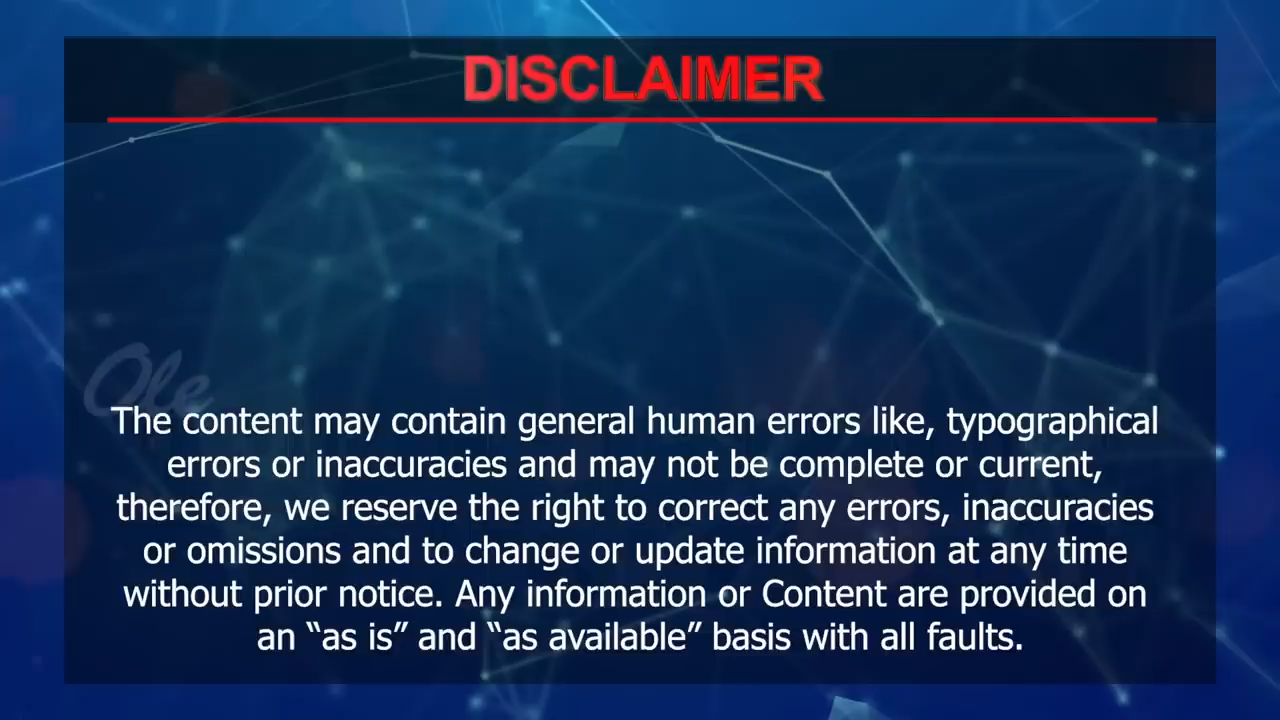 DISCLAIMER
Ole
The content may contain general human errors like, typographical
errors or inaccuracies and may not be complete or current,
therefore, we reserve the right to correct any errors, inaccuracies
or omissions and to change or update information at any time
without prior notice. Any information or Content are provided on
an “as is” and “as available” basis with all faults.